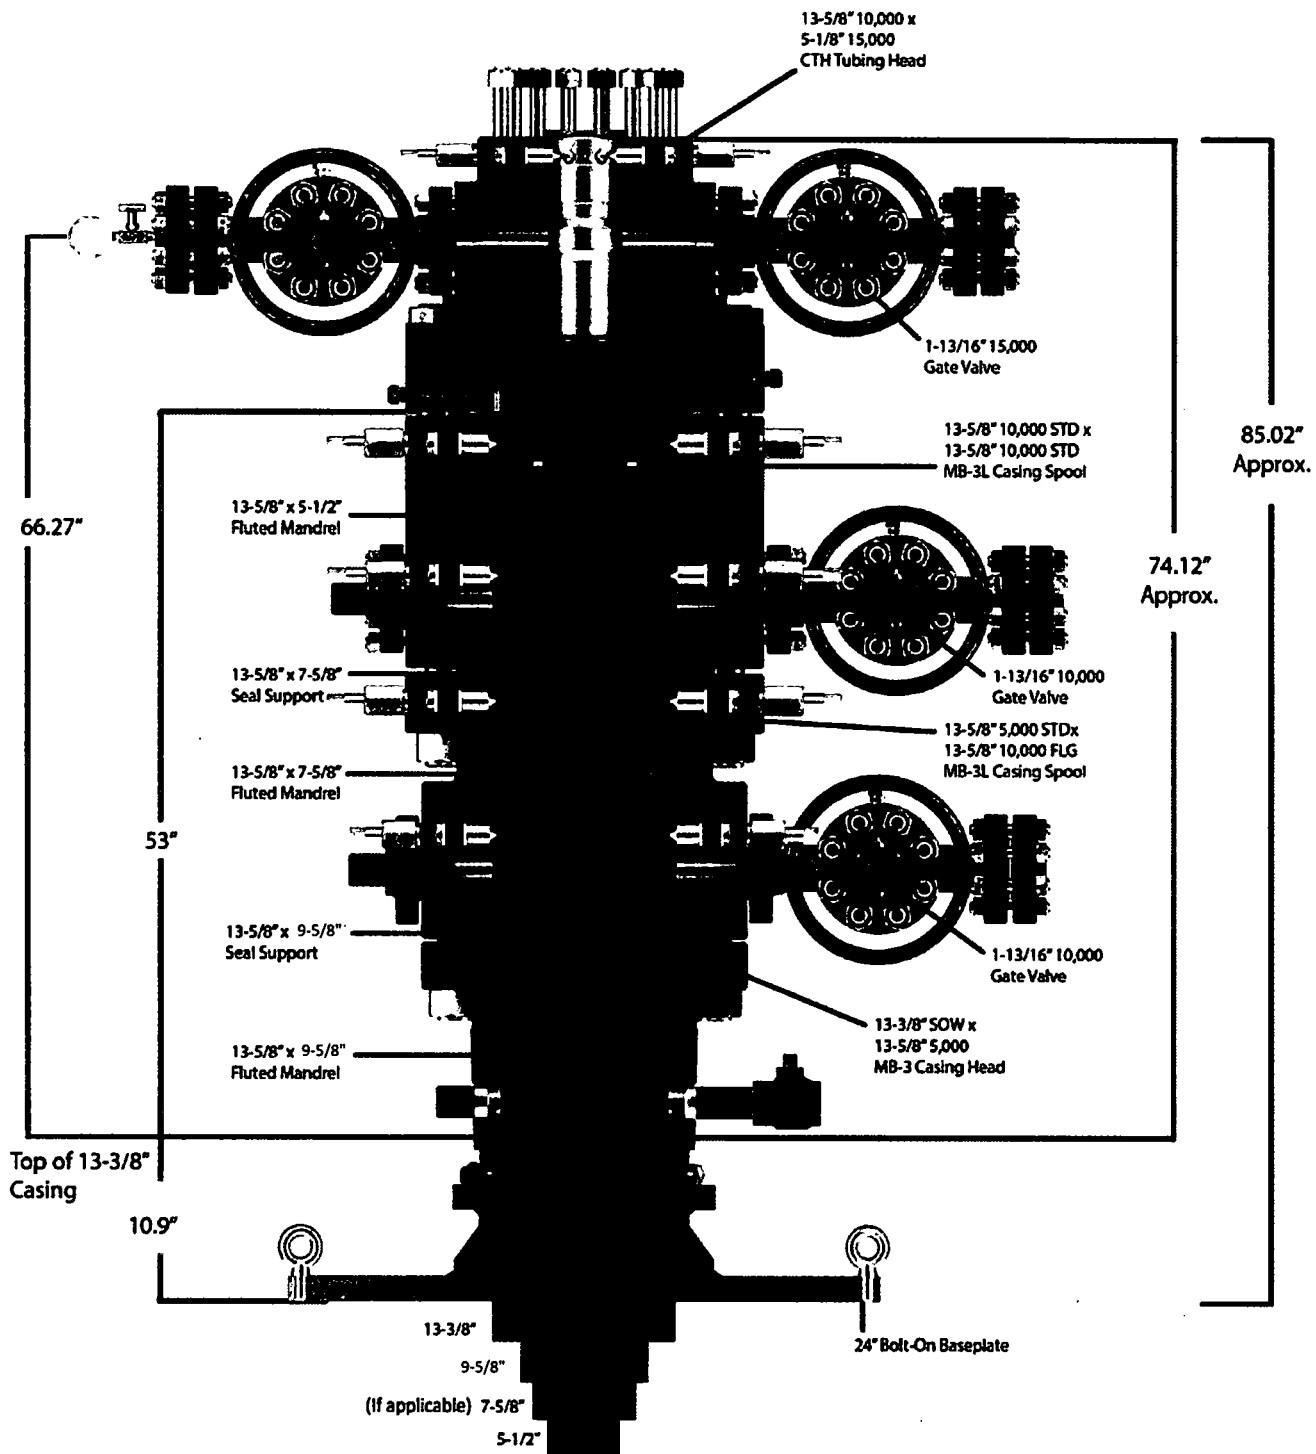 13-5/8" 10,000 x
5-1/8" 15,000
CTH Tubing Head
1-13/16" 15,000
Gate Valve
13-5/8" 10,000 STD x
13-5/8" 10,000 STD
MB-3L Casing Spool
85.02"
Approx.
13-5/8" x 5-1/2"
Fluted Mandrel
66.27"
74.12"
Approx.
13-5/8" x 7-5/8"
Seal Support
1-13/16" 10,000
Gate Valve
13-5/8" 5,000 STDx
13-5/8" 10,000 FLG
MB-3L Casing Spool
13-5/8" x 7-5/8"
Fluted Mandrel
53"
13-5/8" x 9-5/8"
Seal Support
1-13/16" 10,000
Gate Valve
13-3/8" SOW x
13-5/8" 5,000
MB-3 Casing Head
13-5/8" x 9-5/8"
Fluted Mandrel
Top of 13-3/8"
Casing
10.9"
13-3/8"
24" Bolt-On Baseplate
9-5/8"
(If applicable) 7-5/8"
5-1/2"